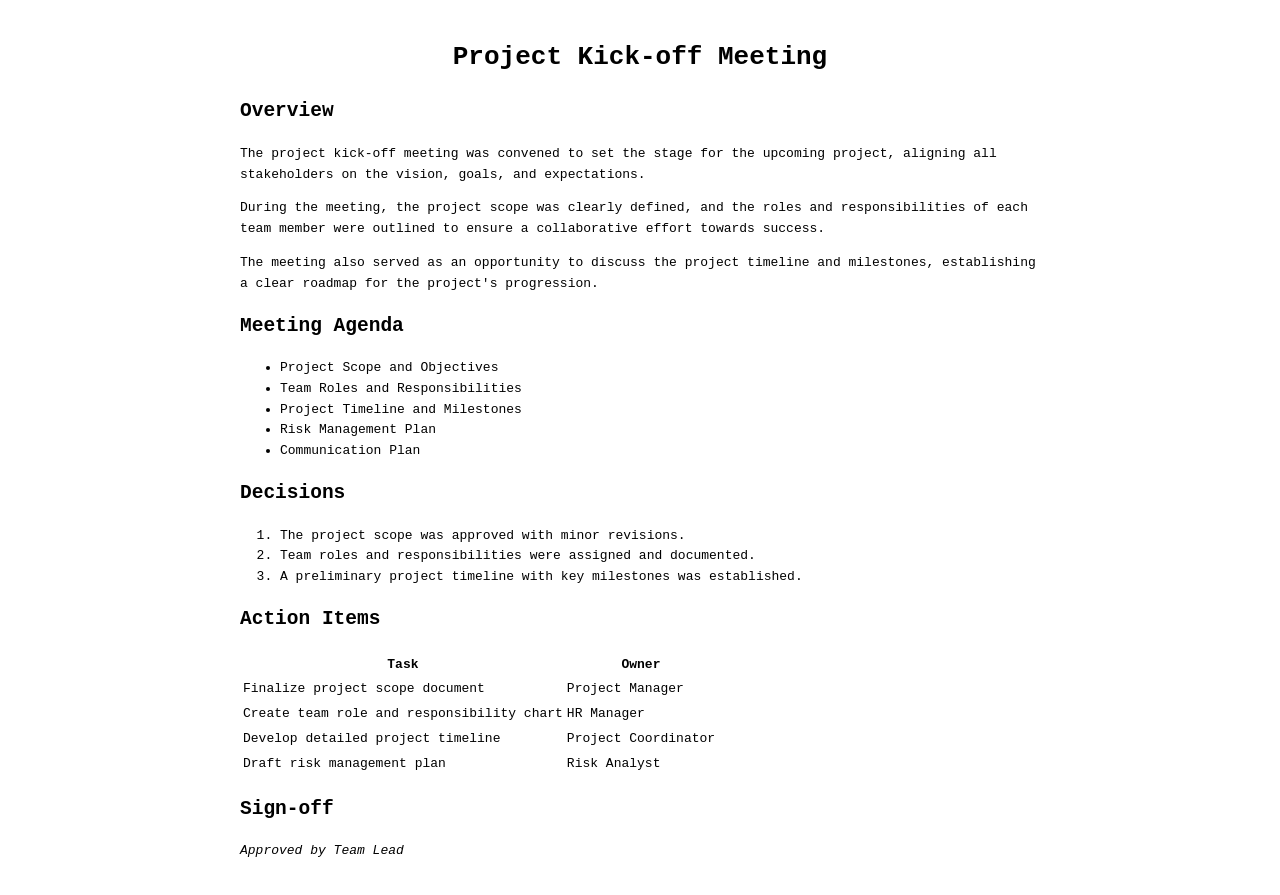 Project Kick-off Meeting
Overview
The project kick-off meeting was convened to set the stage for the upcoming project, aligning all
stakeholders on the vision, goals, and expectations.
During the meeting, the project scope was clearly defined, and the roles and responsibilities of each
team member were outlined to ensure a collaborative effort towards success.
The meeting also served as an opportunity to discuss the project timeline and milestones, establishing
a clear roadmap for the project's progression.
Meeting Agenda
• Project Scope and Objectives
• Team Roles and Responsibilities
• Project Timeline and Milestones
• Risk Management Plan
• Communication Plan
Decisions
1. The project scope was approved with minor revisions.
2. Team roles and responsibilities were assigned and documented.
3. A preliminary project timeline with key milestones was established.
Action Items
Task Owner
Finalize project scope document Project Manager
Create team role and responsibility chart HR Manager
Develop detailed project timeline Project Coordinator
Draft risk management plan Risk Analyst
Sign-off
Approved by Team Lead